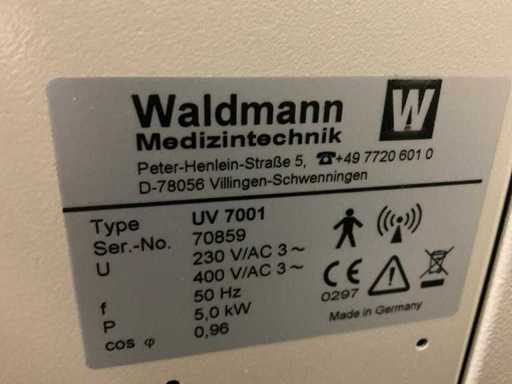 Waldmann W
Medizintechnik
Peter-Henlein-Straße 5, ☎+49 7720 601 0
D-78056 Villingen-Schwenningen
Type UV 7001
Ser.-No. 70859
U 230 V/AC 3~
400 V/AC 3~
f 50 Hz
P 5,0 kW
cos φ 0,96
CE
0297
Made in Germany